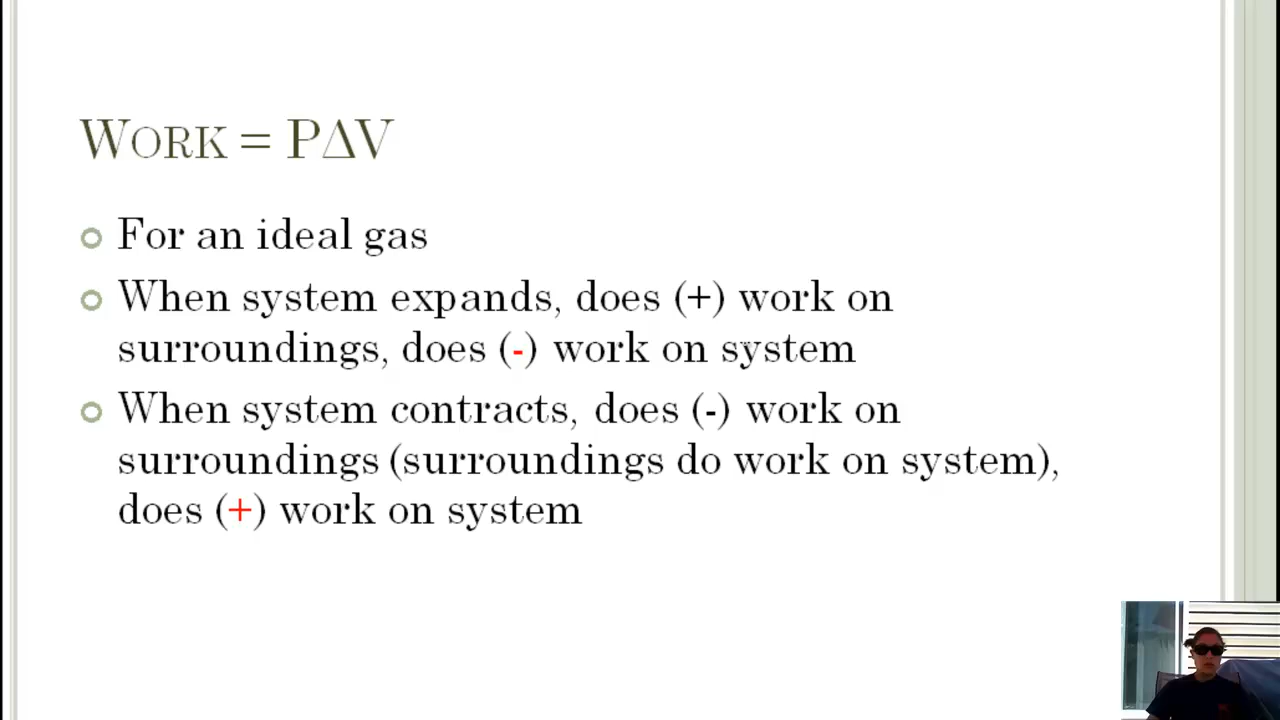 WORK = PΔV
For an ideal gas
When system expands, does (+) work on
surroundings, does (-) work on system
When system contracts, does (-) work on
surroundings (surroundings do work on system),
does (+) work on system